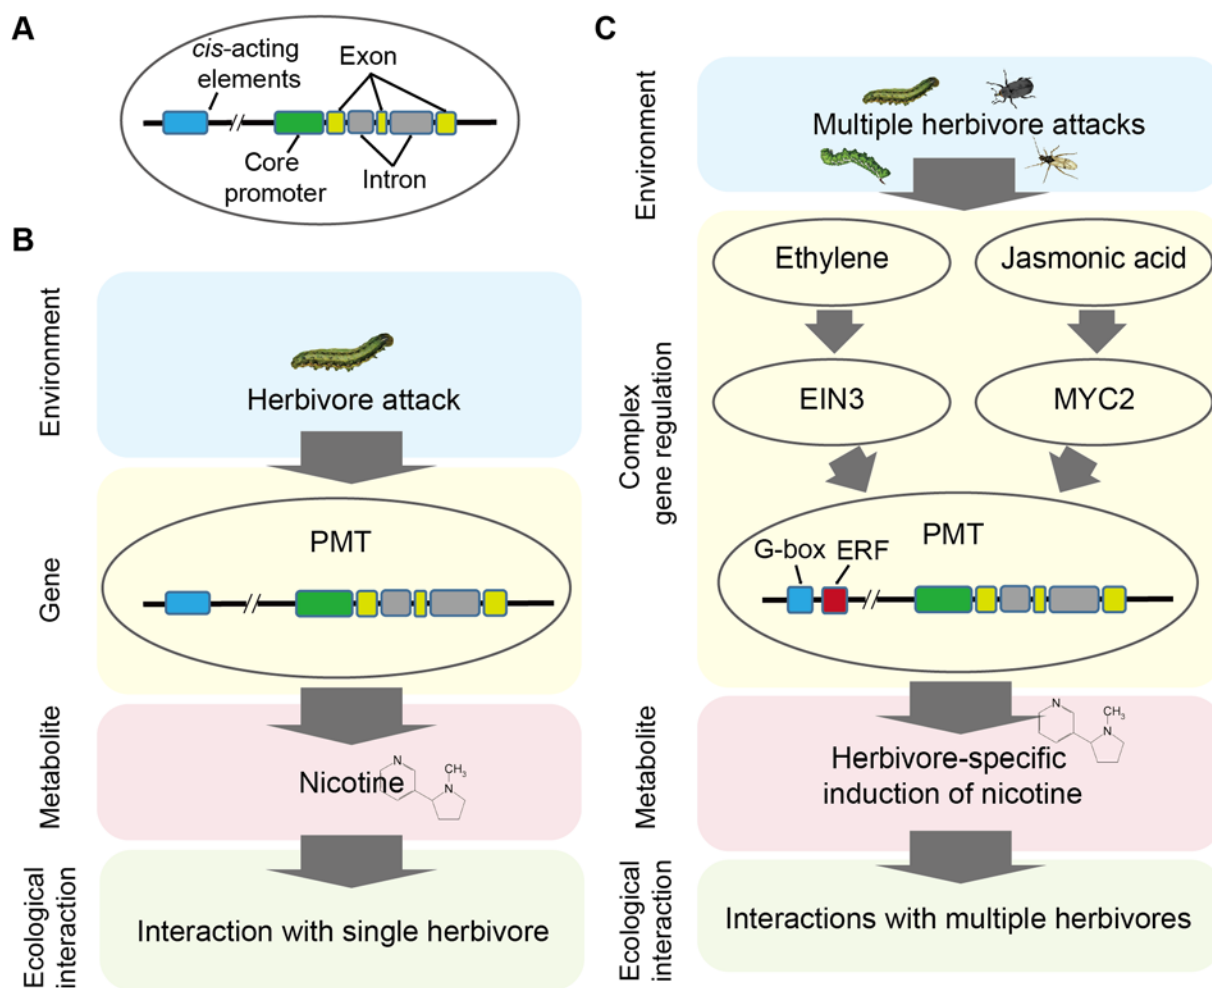 A
cis-acting
elements
Exon
Core
promoter
Intron
B
Environment
Herbivore attack
Gene
PMT
Metabolite
Nicotine
N
N
CH3
Ecological
interaction
Interaction with single herbivore
C
Environment
Multiple herbivore attacks
Complex
gene regulation
Ethylene
Jasmonic acid
EIN3
MYC2
PMT
G-box
ERF
Metabolite
N
N
CH3
Herbivore-specific
induction of nicotine
Ecological
interaction
Interactions with multiple herbivores